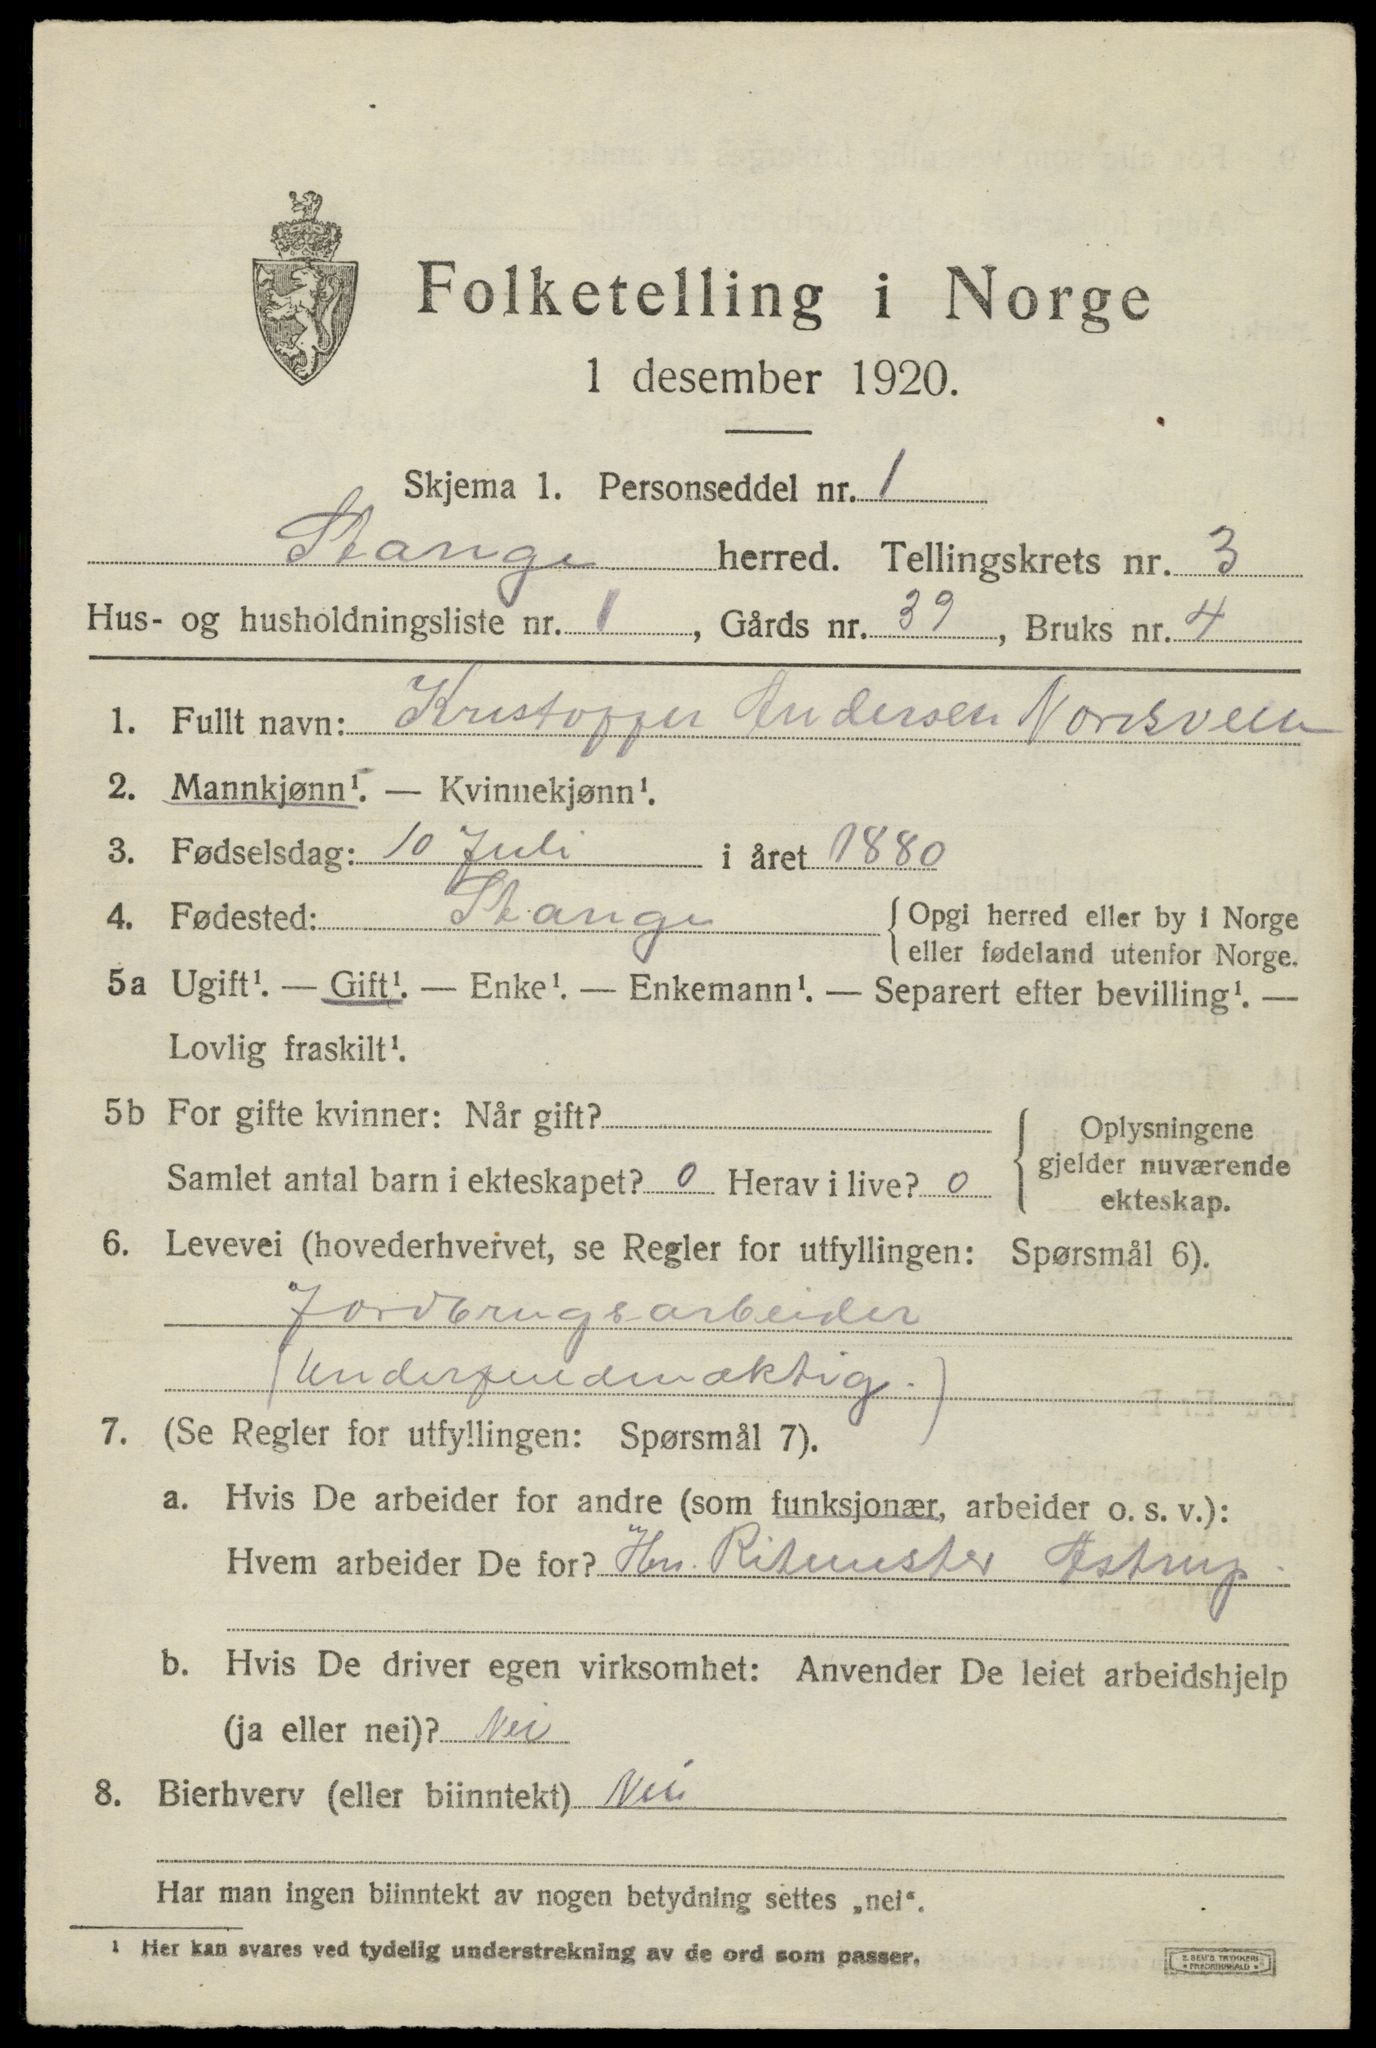 Folketelling i Norge
1 desember 1920.
Skjema 1. Personseddel nr. 1
Stange herred. Tellingskrets nr. 3
Hus- og husholdningsliste nr. 1, Gårds nr. 39, Bruks nr. 4
1. Fullt navn: Kristoffer Andersen Nordsveen
2. Mannkjønn¹. — Kvinnekjønn¹.
3. Fødselsdag: 10 Juli i året 1880
4. Fødested: Stange { Opgi herred eller by i Norge
eller fødeland utenfor Norge.
5a Ugift¹. — Gift¹. — Enke¹. — Enkemann¹. — Separert efter bevilling¹. —
Lovlig fraskilt¹.
5b For gifte kvinner: Når gift?
Samlet antal barn i ekteskapet? 0 Herav i live? 0
{ Oplysningene
gjelder nuværende
ekteskap.
6. Levevei (hovederhvervet, se Regler for utfyllingen: Spørsmål 6).
Jordbrugsarbeider
7. (Se Regler for utfyllingen: Spørsmål 7).
a. Hvis De arbeider for andre (som funksjonær, arbeider o. s. v.):
Hvem arbeider De for? Hr. Ritmester Astrup.
b. Hvis De driver egen virksomhet: Anvender De leiet arbeidshjelp
(ja eller nei)? Nei
8. Bierhverv (eller biinntekt) Nei
Har man ingen biinntekt av nogen betydning settes „nei“.
¹ Her kan svares ved tydelig understrekning av de ord som passer.
E. SEM'S TRYKKERI
FREDRIKSHALD